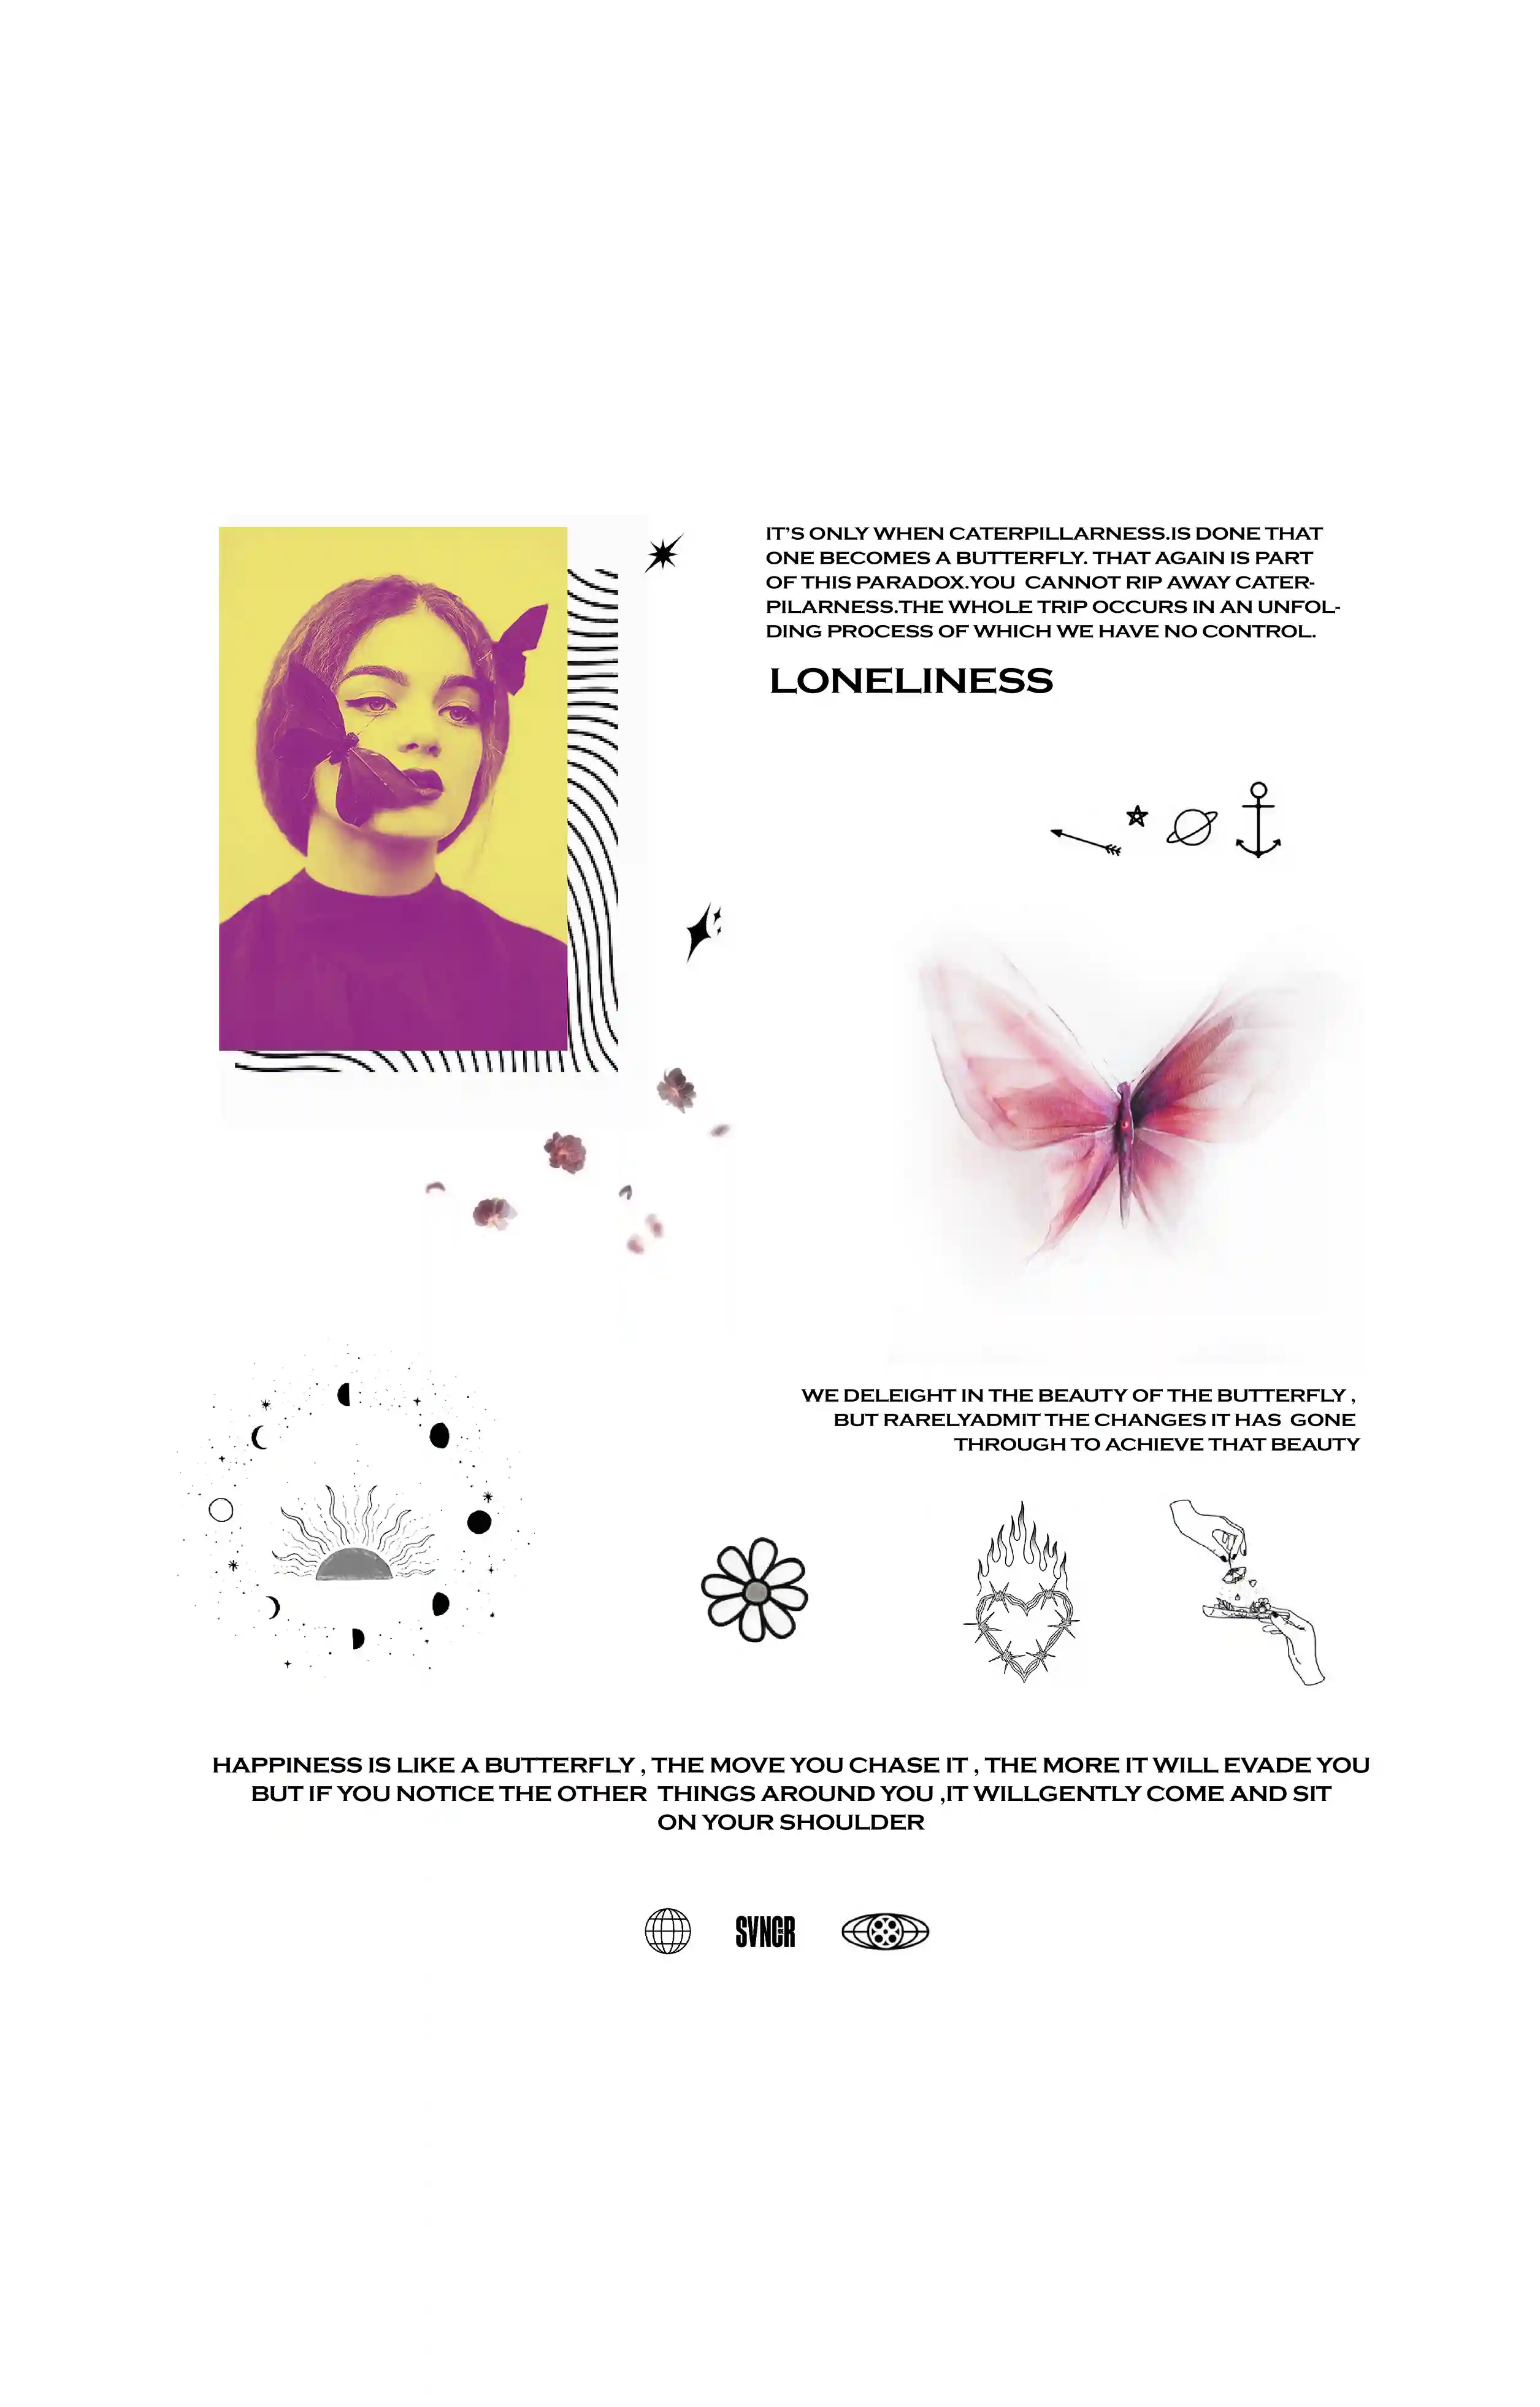 IT'S ONLY WHEN CATERPILLARNESS.IS DONE THAT
ONE BECOMES A BUTTERFLY. THAT AGAIN IS PART
OF THIS PARADOX.YOU CANNOT RIP AWAY CATER-
PILARNESS.THE WHOLE TRIP OCCURS IN AN UNFOL-
DING PROCESS OF WHICH WE HAVE NO CONTROL.
LONELINESS
WE DELEIGHT IN THE BEAUTY OF THE BUTTERFLY ,
BUT RARELYADMIT THE CHANGES IT HAS GONE
THROUGH TO ACHIEVE THAT BEAUTY
HAPPINESS IS LIKE A BUTTERFLY , THE MOVE YOU CHASE IT , THE MORE IT WILL EVADE YOU
BUT IF YOU NOTICE THE OTHER THINGS AROUND YOU ,IT WILLGENTLY COME AND SIT
ON YOUR SHOULDER
SVNGR